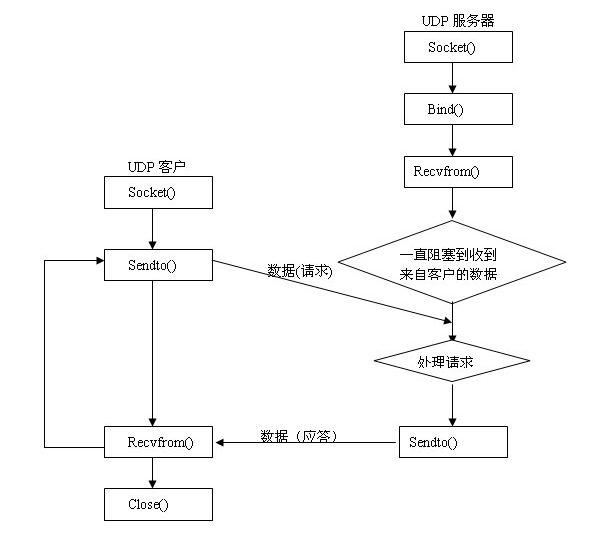 UDP 服务器
Socket()
Bind()
Recvfrom()
一直阻塞到收到
来自客户的数据
处理请求
Sendto()
UDP 客户
Socket()
Sendto()
数据(请求)
数据（应答）
Recvfrom()
Close()